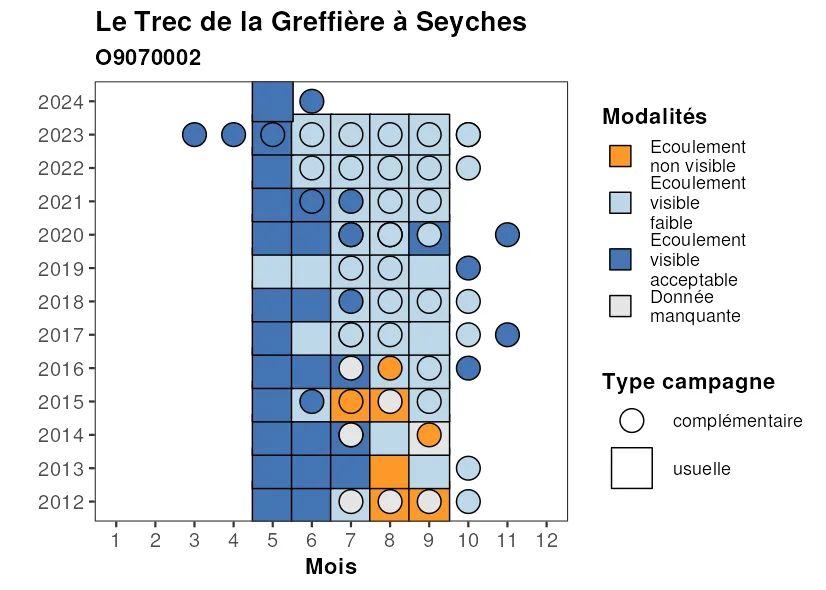 Le Trec de la Greffière à Seyches
O9070002
2024
2023
2022
2021
2020
2019
2018
2017
2016
2015
2014
2013
2012
1 2 3 4 5 6 7 8 9 10 11 12
Mois
Modalités
Ecoulement
non visible
Ecoulement
visible
faible
Ecoulement
visible
acceptable
Donnée
manquante
Type campagne
complémentaire
usuelle